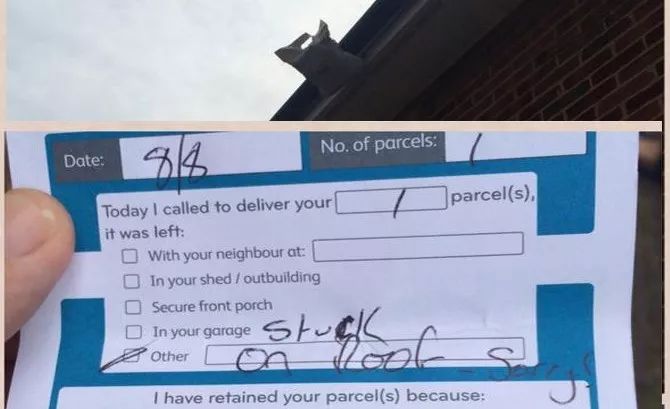 Date: 8/8 No. of parcels: 1
Today I called to deliver your 1 parcel(s),
it was left:
With your neighbour at:
In your shed / outbuilding
Secure front porch
In your garage
Other stuck
on Roof - Sorry!
I have retained your parcel(s) because: